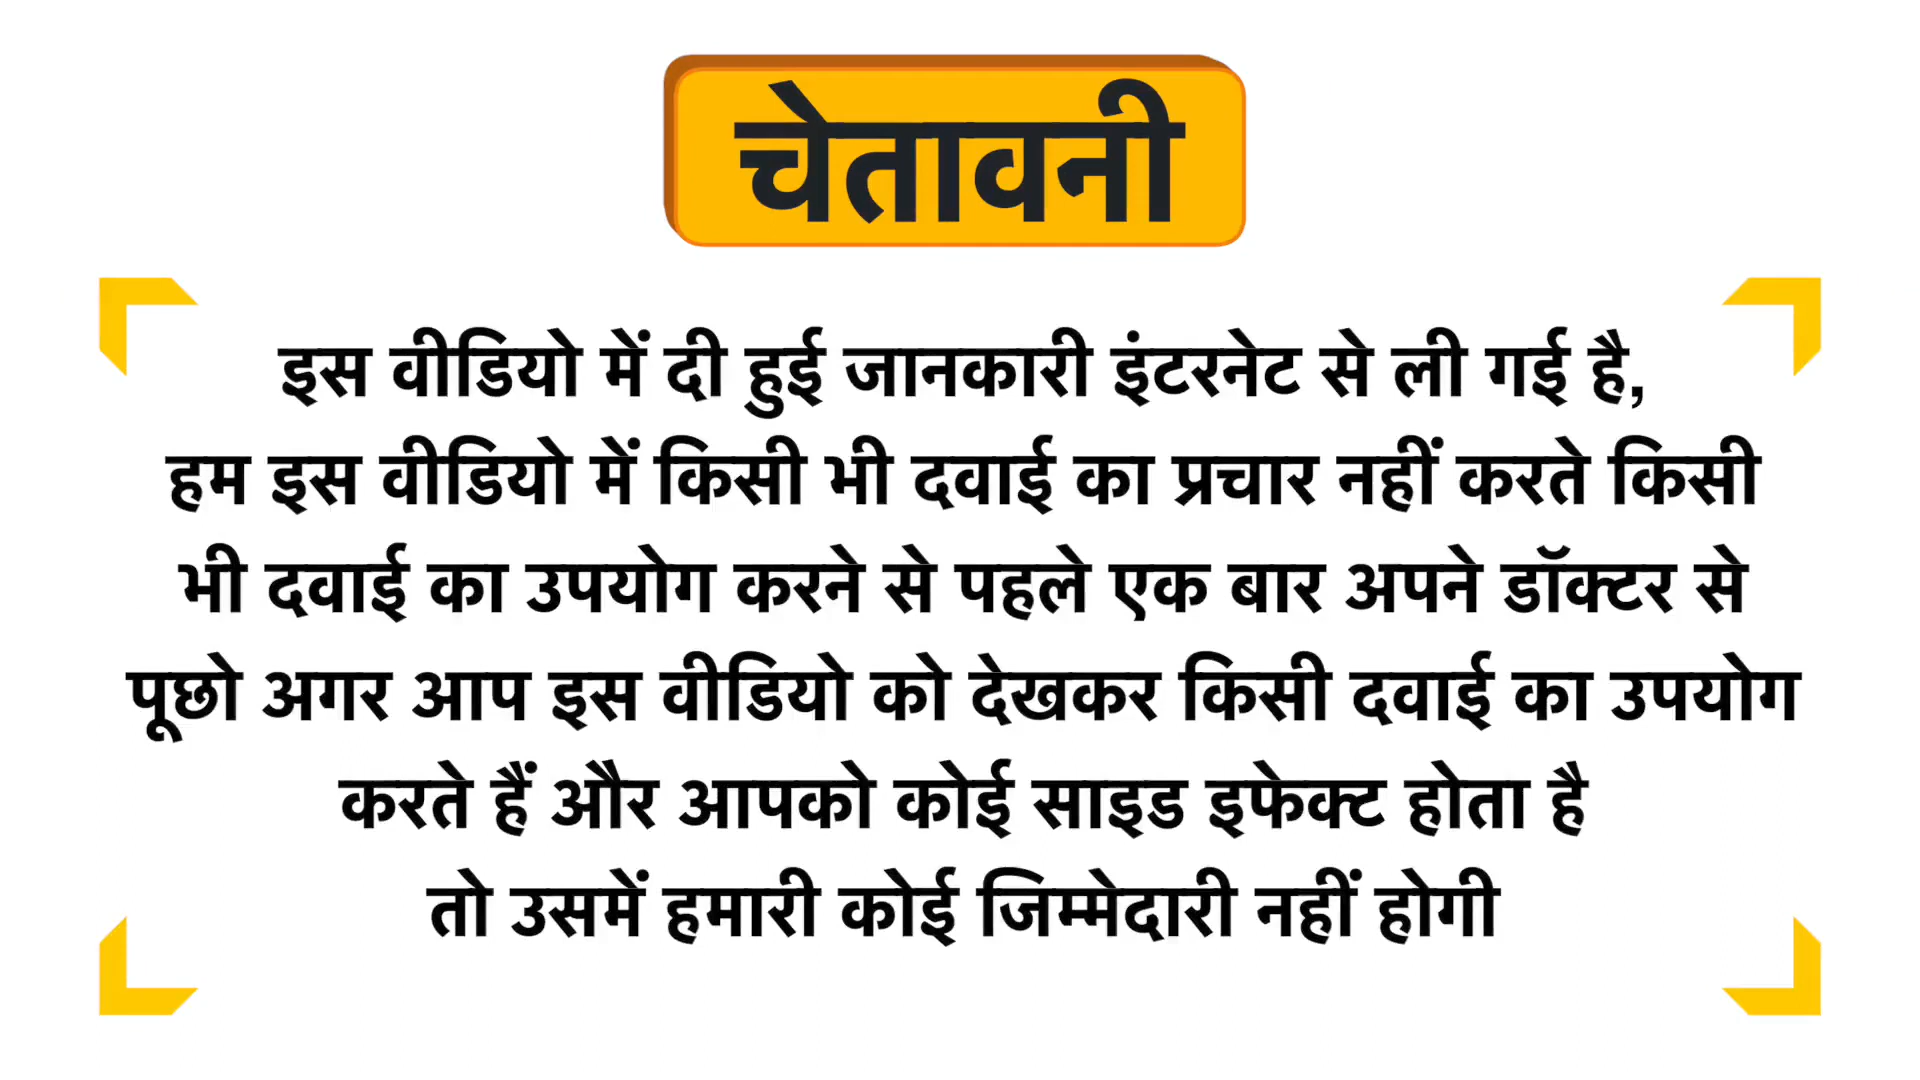 चेतावनी
इस वीडियो में दी हुई जानकारी इंटरनेट से ली गई है,
हम इस वीडियो में किसी भी दवाई का प्रचार नहीं करते किसी
भी दवाई का उपयोग करने से पहले एक बार अपने डॉक्टर से
पूछो अगर आप इस वीडियो को देखकर किसी दवाई का उपयोग
करते हैं और आपको कोई साइड इफेक्ट होता है
तो उसमें हमारी कोई जिम्मेदारी नहीं होगी